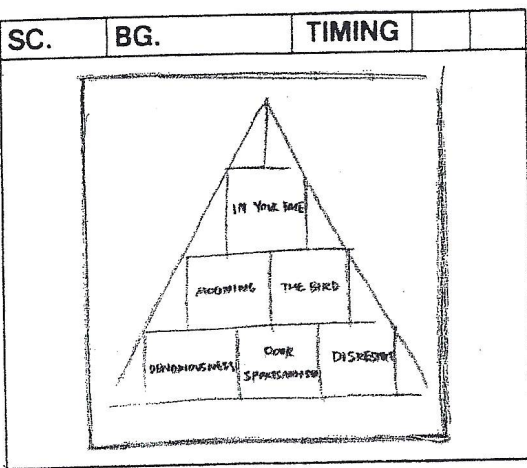 SC. BG. TIMING
IN YOUR FACE
MOONING THE BIRD
OBNOXIOUSNESS POOR SPORTSMANSHIP DISRESPECT